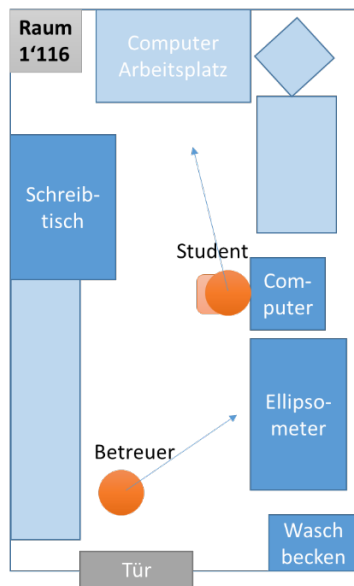 Raum
1‘116
Computer
Arbeitsplatz
Schreib-
tisch
Student
Com-
puter
Ellipso-
meter
Betreuer
Wasch
becken
Tür